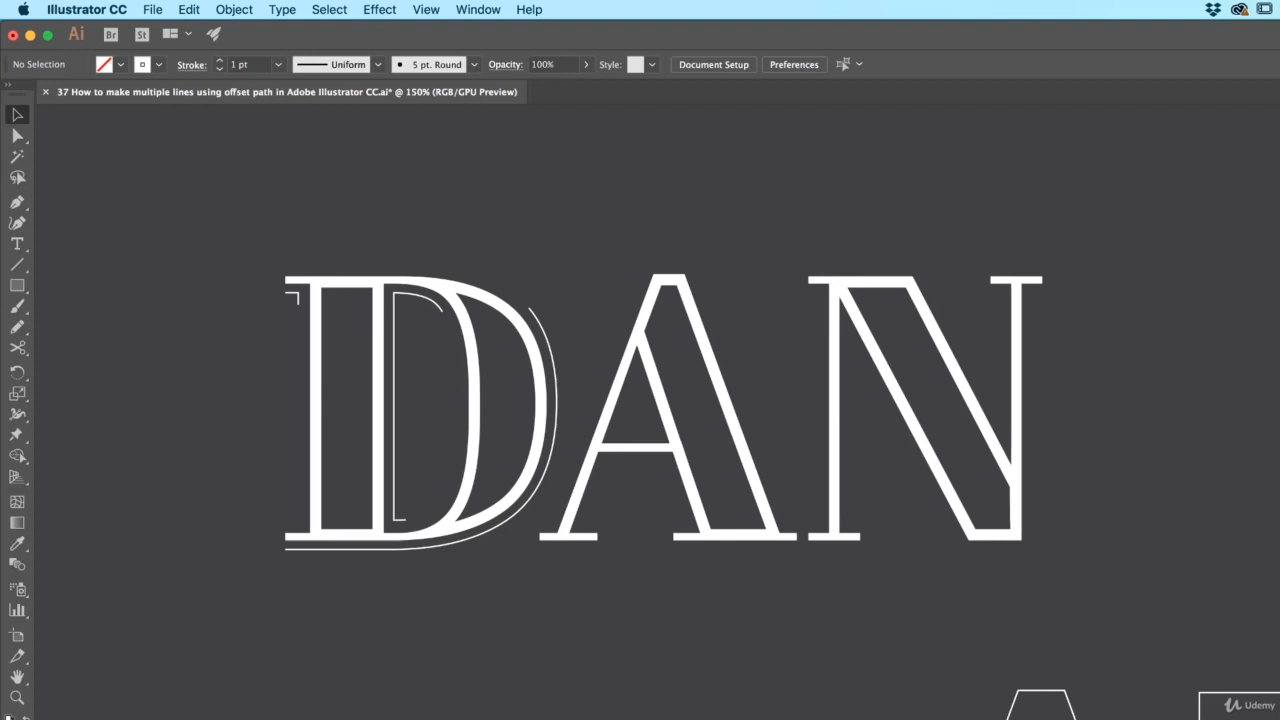 Illustrator CC File Edit Object Type Select Effect View Window Help
Ai Br St
No Selection Stroke: 1 pt Uniform 5 pt. Round Opacity: 100% Style: Document Setup Preferences
37 How to make multiple lines using offset path in Adobe Illustrator CC.ai* @ 150% (RGB/GPU Preview)
DAN
Udemy